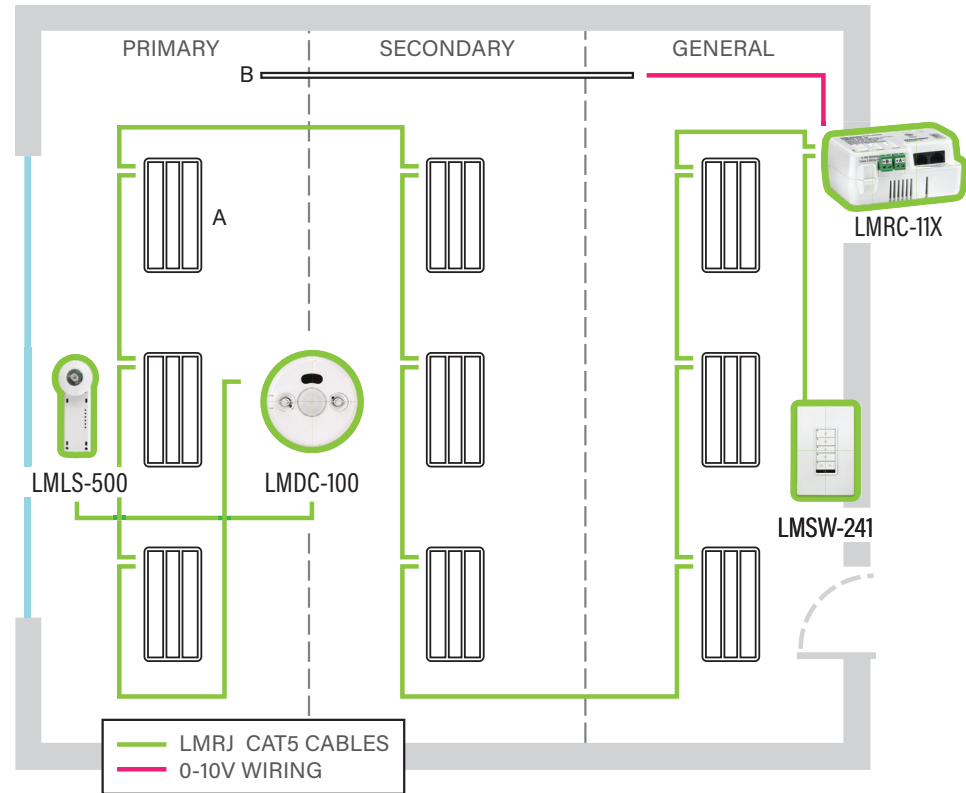 PRIMARY
SECONDARY
GENERAL
B
A
LMRC-11X
LMLS-500
LMDC-100
LMSW-241
LMRJ CAT5 CABLES
0-10V WIRING